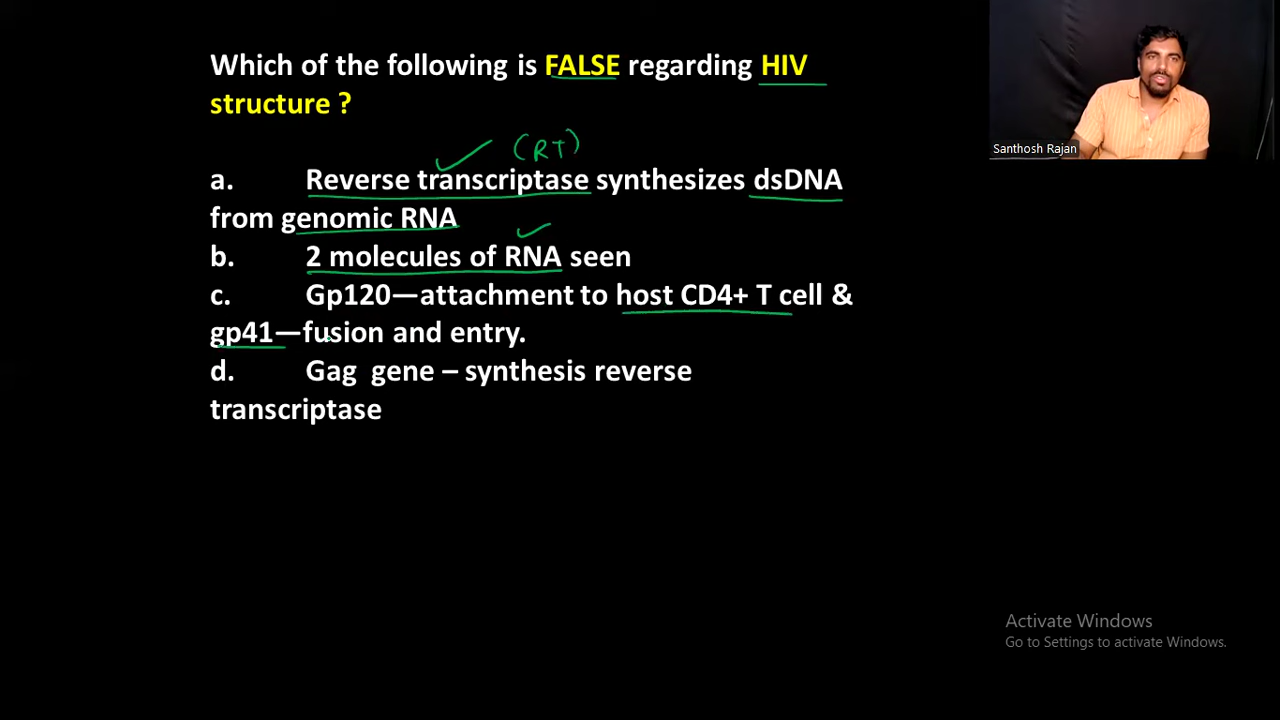 Which of the following is FALSE regarding HIV
structure ?
(RT)
a. Reverse transcriptase synthesizes dsDNA
from genomic RNA
b. 2 molecules of RNA seen
c. Gp120—attachment to host CD4+ T cell &
gp41—fusion and entry.
d. Gag gene – synthesis reverse
transcriptase
Santhosh Rajan
Activate Windows
Go to Settings to activate Windows.